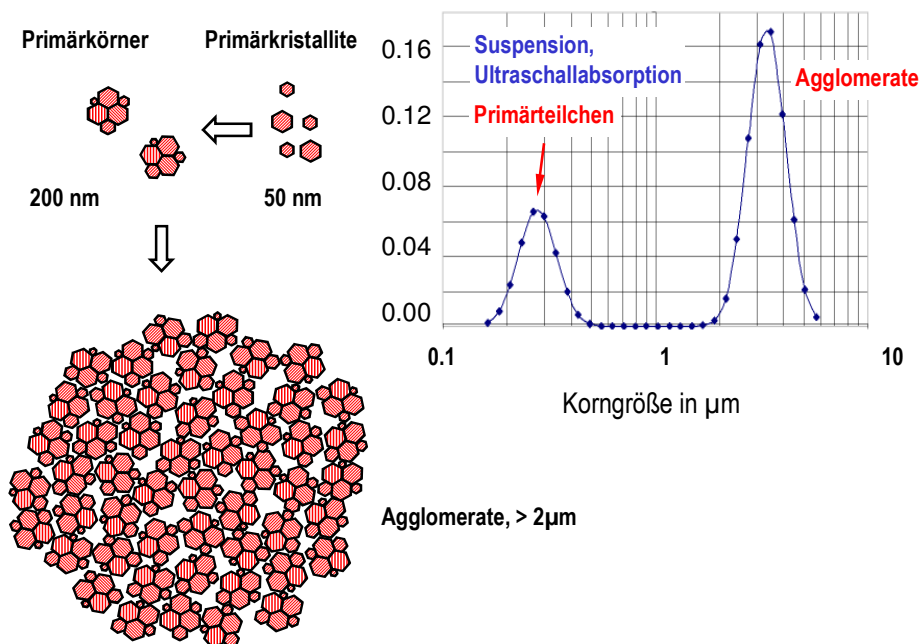 Primärkörner
Primärkristallite
200 nm
50 nm
0.16
0.12
0.08
0.04
0.00
Suspension,
Ultraschallabsorption
Primärteilchen
Agglomerate
0.1
1
10
Korngröße in µm
Agglomerate, > 2µm